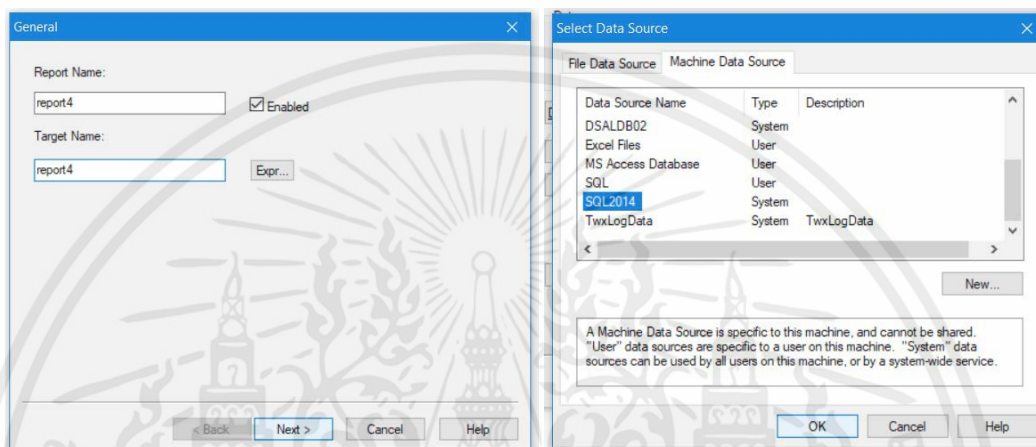 General
Report Name:
report4
Enabled
Target Name:
report4
Expr...
< Back
Next >
Cancel
Help
Select Data Source
File Data Source
Machine Data Source
Data Source Name Type Description
DSALDB02 System
Excel Files User
MS Access Database User
SQL User
SQL2014 System
TwxLogData System TwxLogData
New...
A Machine Data Source is specific to this machine, and cannot be shared.
"User" data sources are specific to a user on this machine. "System" data
sources can be used by all users on this machine, or by a system-wide service.
OK
Cancel
Help